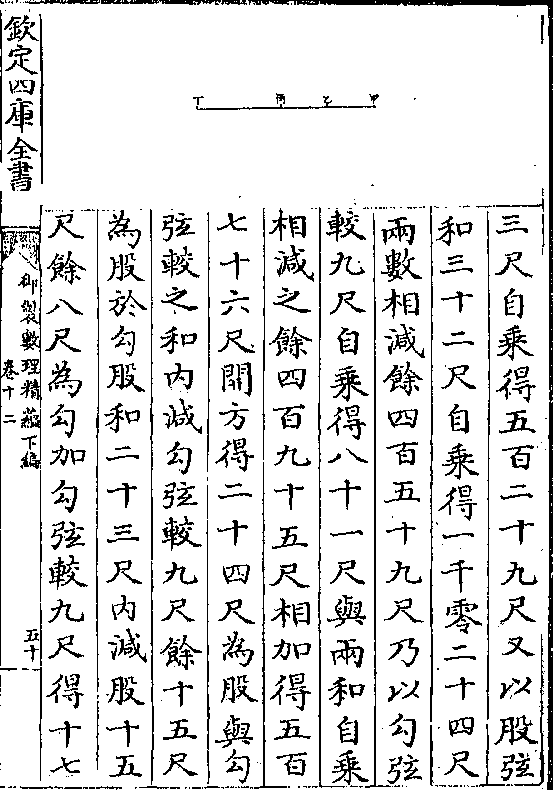 甲
乙
丙
丁
三尺自乘得五百二十九尺又以股弦
和三十二尺自乘得一千零二十四尺
兩數相減餘四百五十九尺乃以勾弦
較九尺自乘得八十一尺與兩和自乘
相減之餘四百九十五尺相加得五百
七十六尺開方得二十四尺為股與勾
弦較之和内減勾弦較九尺餘十五尺
為股於勾股和二十三尺内減股十五
尺餘八尺為勾加勾弦較九尺得十七
欽定四庫全書
御製數理精蘊下編
卷十二
五十